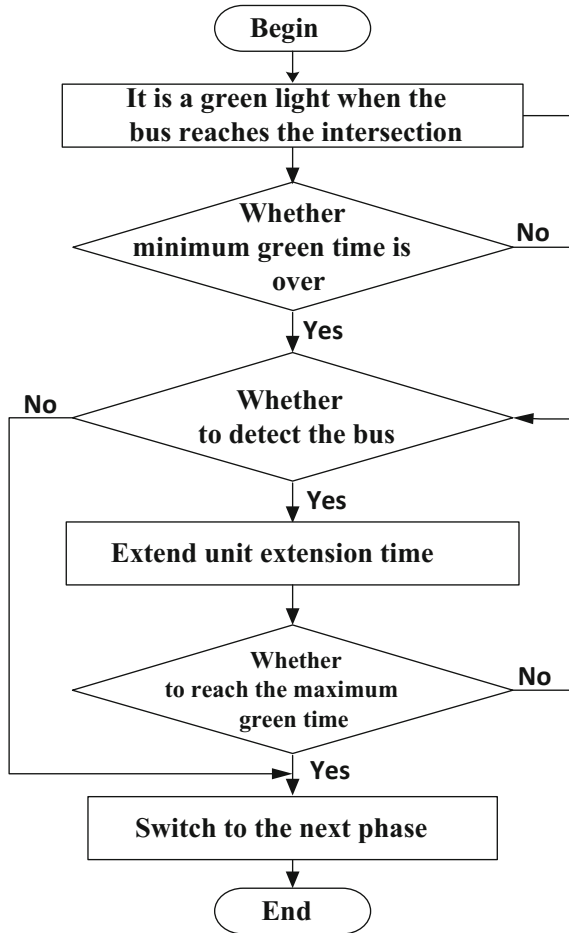 Begin
It is a green light when the
bus reaches the intersection
Whether
minimum green time is
over
No
Yes
No
Whether
to detect the bus
Yes
Extend unit extension time
Whether
to reach the maximum
green time
No
Yes
Switch to the next phase
End